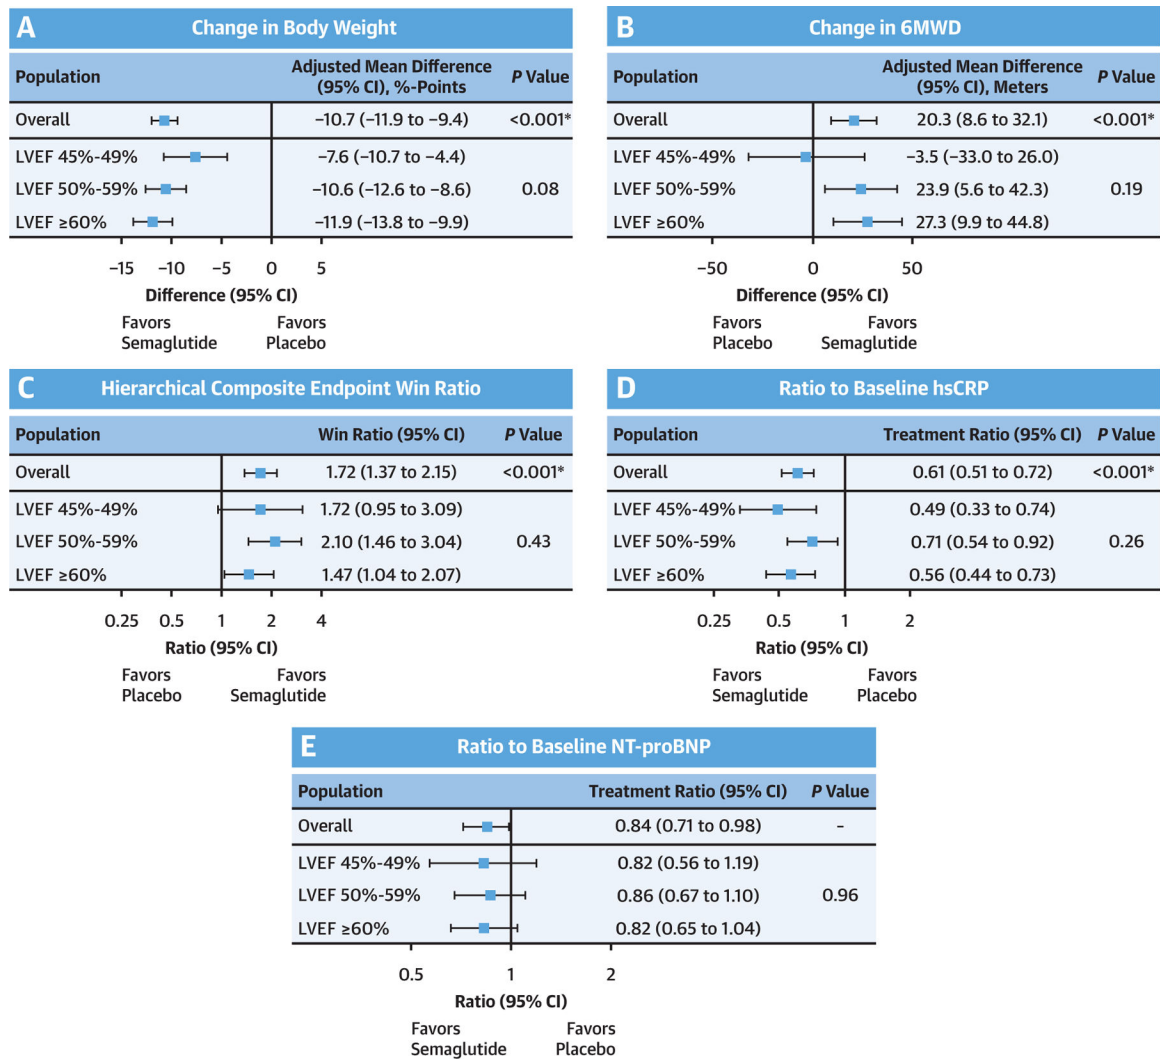 A Change in Body Weight
Population Adjusted Mean Difference (95% CI), %-Points P Value
Overall −10.7 (−11.9 to −9.4) <0.001*
LVEF 45%-49% −7.6 (−10.7 to −4.4)
LVEF 50%-59% −10.6 (−12.6 to −8.6) 0.08
LVEF ≥60% −11.9 (−13.8 to −9.9)
−15 −10 −5 0 5
Difference (95% CI)
Favors Semaglutide Favors Placebo
B Change in 6MWD
Population Adjusted Mean Difference (95% CI), Meters P Value
Overall 20.3 (8.6 to 32.1) <0.001*
LVEF 45%-49% −3.5 (−33.0 to 26.0)
LVEF 50%-59% 23.9 (5.6 to 42.3) 0.19
LVEF ≥60% 27.3 (9.9 to 44.8)
−50 0 50
Difference (95% CI)
Favors Placebo Favors Semaglutide
C Hierarchical Composite Endpoint Win Ratio
Population Win Ratio (95% CI) P Value
Overall 1.72 (1.37 to 2.15) <0.001*
LVEF 45%-49% 1.72 (0.95 to 3.09)
LVEF 50%-59% 2.10 (1.46 to 3.04) 0.43
LVEF ≥60% 1.47 (1.04 to 2.07)
0.25 0.5 1 2 4
Ratio (95% CI)
Favors Placebo Favors Semaglutide
D Ratio to Baseline hsCRP
Population Treatment Ratio (95% CI) P Value
Overall 0.61 (0.51 to 0.72) <0.001*
LVEF 45%-49% 0.49 (0.33 to 0.74)
LVEF 50%-59% 0.71 (0.54 to 0.92) 0.26
LVEF ≥60% 0.56 (0.44 to 0.73)
0.25 0.5 1 2
Ratio (95% CI)
Favors Semaglutide Favors Placebo
E Ratio to Baseline NT-proBNP
Population Treatment Ratio (95% CI) P Value
Overall 0.84 (0.71 to 0.98) –
LVEF 45%-49% 0.82 (0.56 to 1.19)
LVEF 50%-59% 0.86 (0.67 to 1.10) 0.96
LVEF ≥60% 0.82 (0.65 to 1.04)
0.5 1 2
Ratio (95% CI)
Favors Semaglutide Favors Placebo